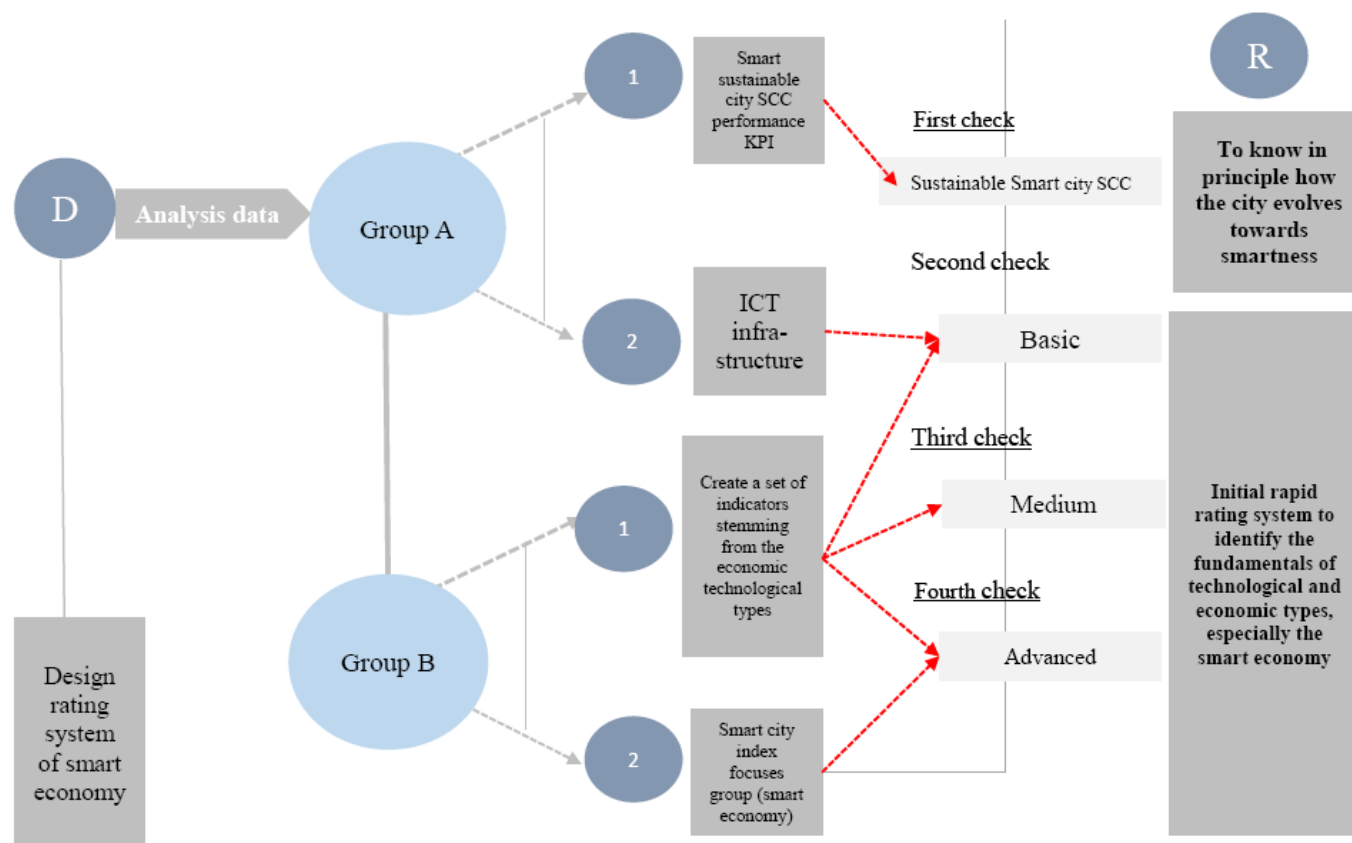 D
Analysis data
Design
rating
system
of smart
economy
Group A
Group B
1
Smart
sustainable
city SCC
performance
KPI
2
ICT
infra-
structure
1
Create a set of
indicators
stemming
from the
economic
technological
types
2
Smart city
index
focuses
group (smart
economy)
First check
Sustainable Smart city SCC
Second check
Basic
Third check
Medium
Fourth check
Advanced
R
To know in
principle how
the city evolves
towards
smartness
Initial rapid
rating system to
identify the
fundamentals of
technological and
economic types,
especially the
smart economy